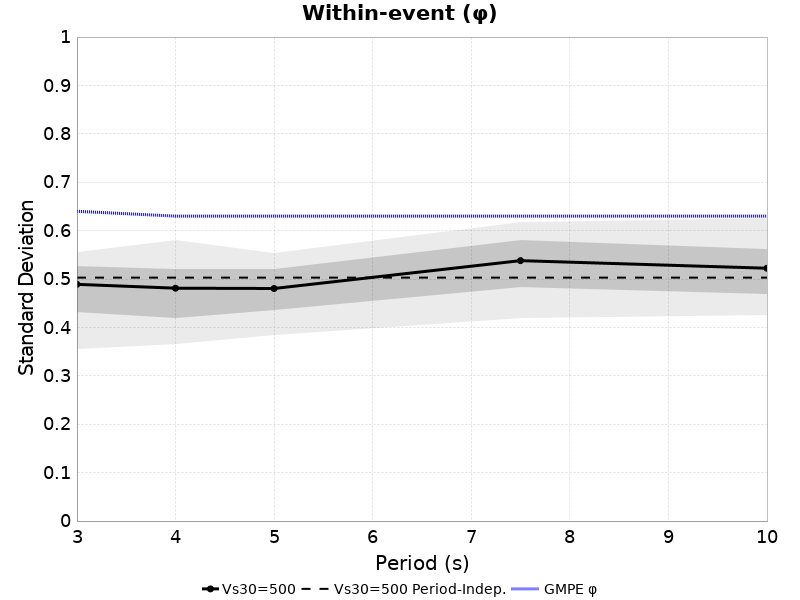 Within-event (φ)
Standard Deviation
1
0.9
0.8
0.7
0.6
0.5
0.4
0.3
0.2
0.1
0
3 4 5 6 7 8 9 10
Period (s)
Vs30=500 Vs30=500 Period-Indep. GMPE φ